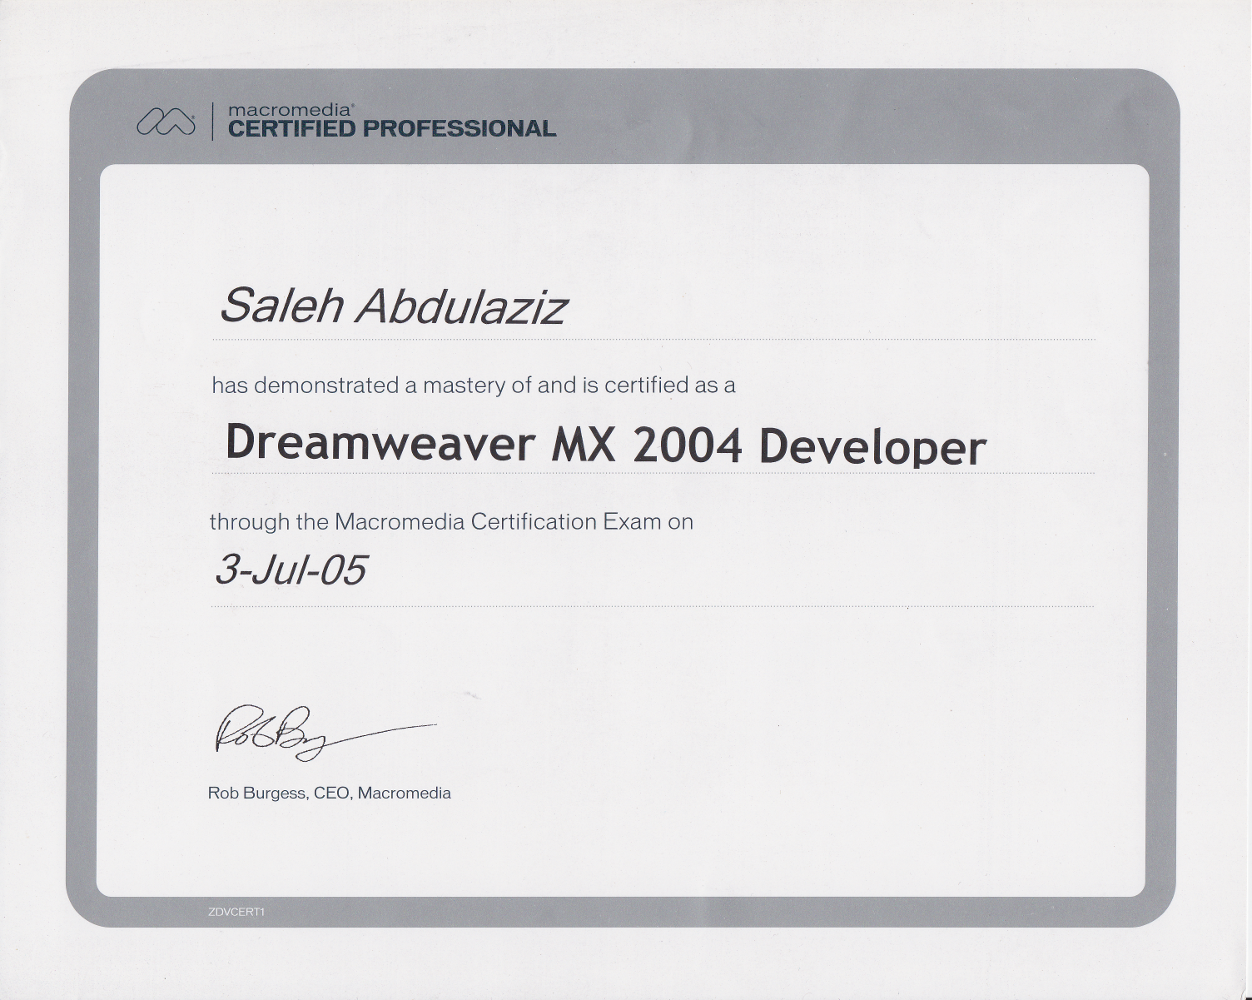 macromedia®
CERTIFIED PROFESSIONAL
Saleh Abdulaziz
has demonstrated a mastery of and is certified as a
Dreamweaver MX 2004 Developer
through the Macromedia Certification Exam on
3-Jul-05
Rob Burgess, CEO, Macromedia
ZDVCERT1